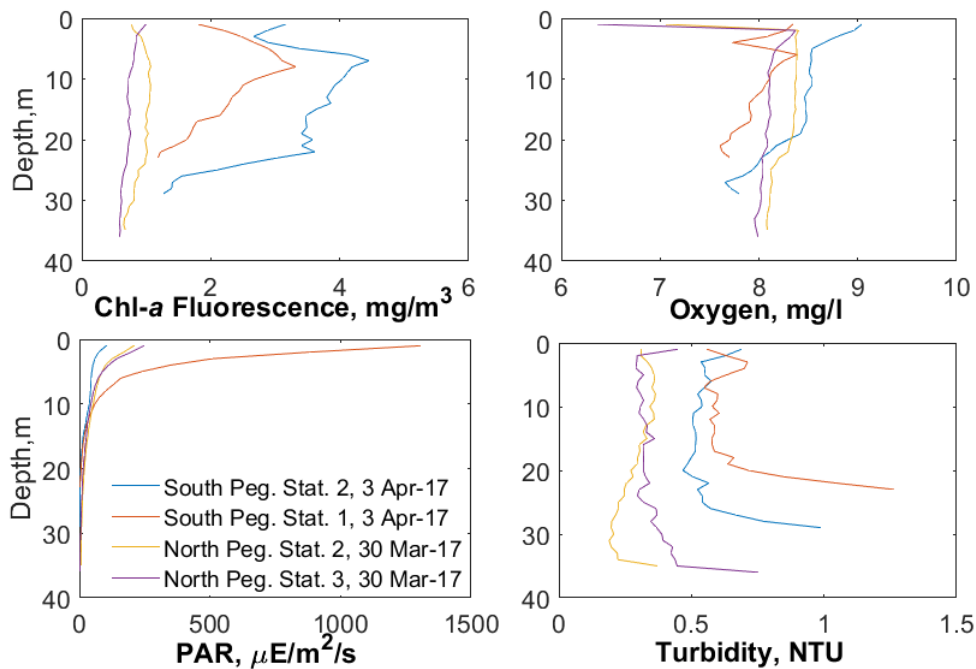 0
10
20
30
40
Depth,m
0 2 4 6
Chl-a Fluorescence, mg/m³
0
10
20
30
40
6 7 8 9 10
Oxygen, mg/l
0
10
20
30
40
Depth,m
South Peg. Stat. 2, 3 Apr-17
South Peg. Stat. 1, 3 Apr-17
North Peg. Stat. 2, 30 Mar-17
North Peg. Stat. 3, 30 Mar-17
0 500 1000 1500
PAR, μE/m²/s
0
10
20
30
40
0 0.5 1 1.5
Turbidity, NTU